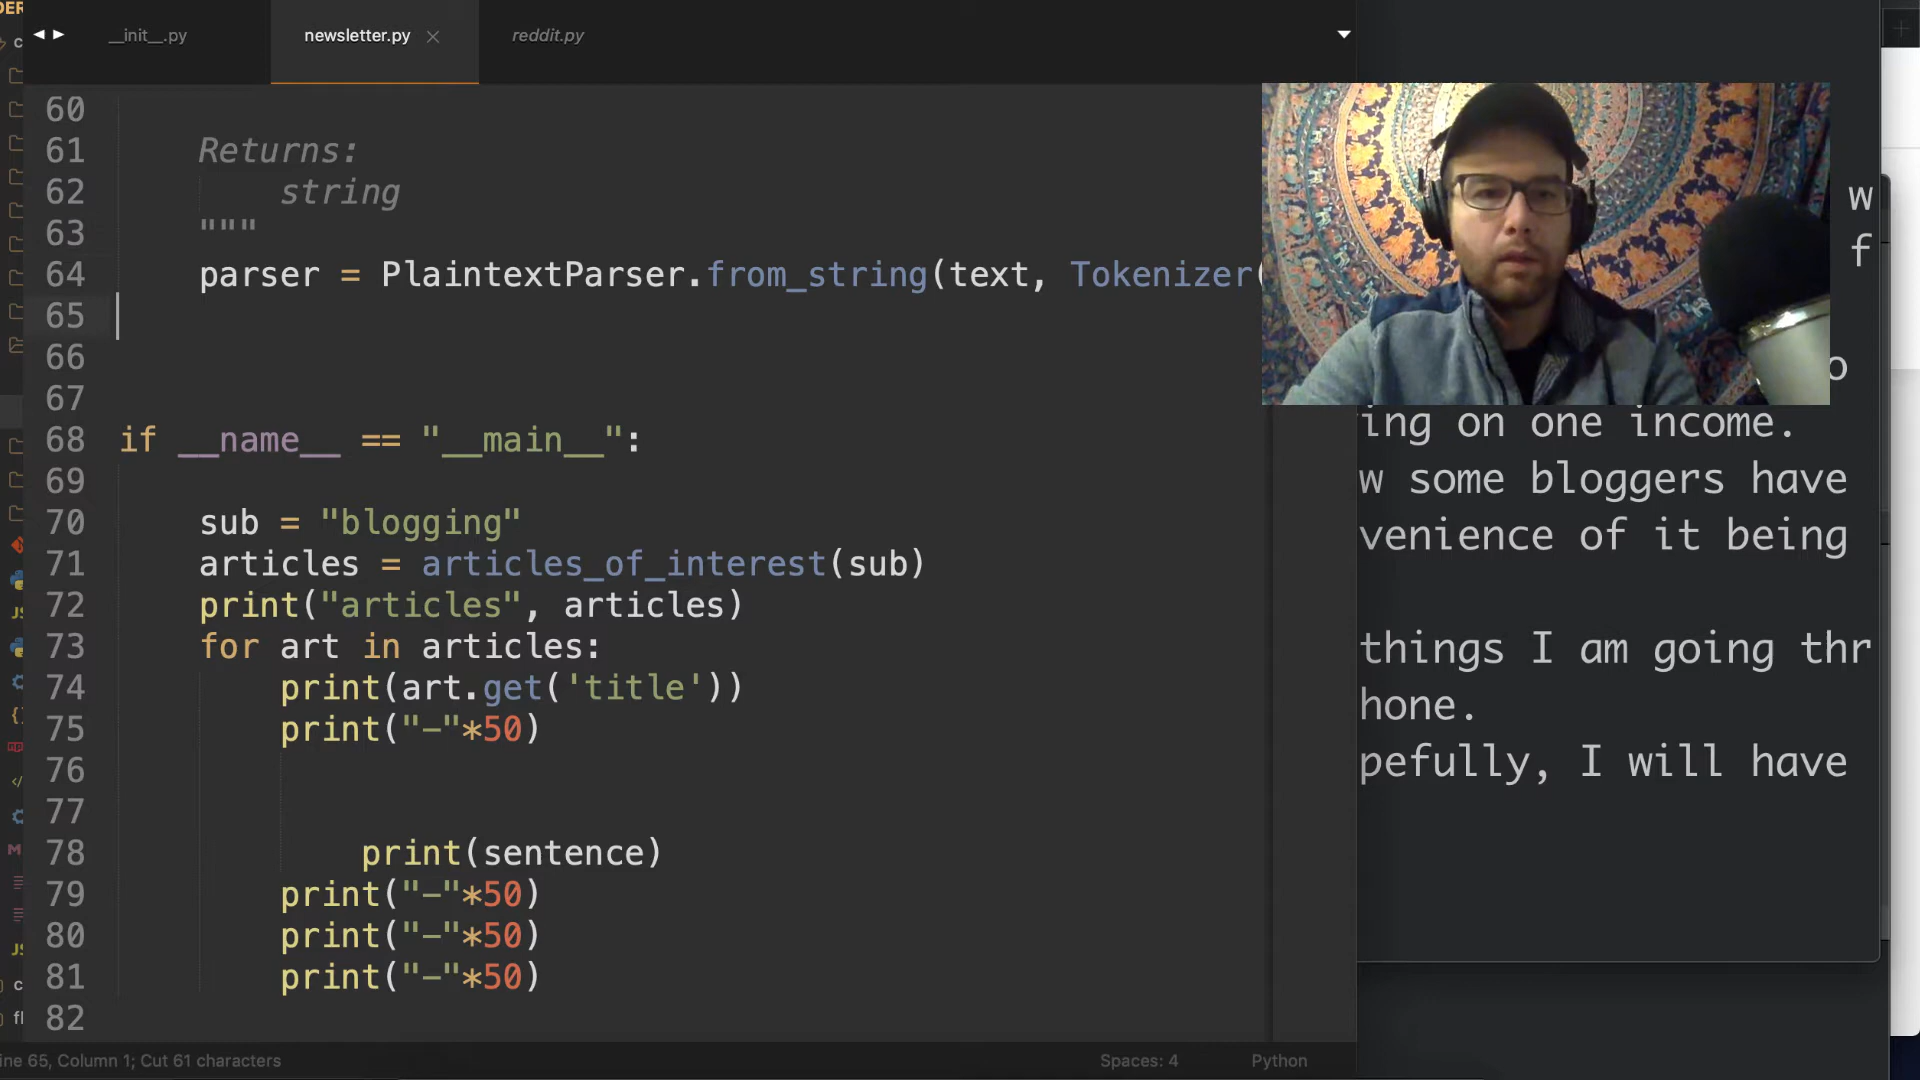 __init__.py
newsletter.py
reddit.py
60
61 Returns:
62 string
63 """
64 parser = PlaintextParser.from_string(text, Tokenizer(
65
66
67
68 if __name__ == "__main__":
69
70 sub = "blogging"
71 articles = articles_of_interest(sub)
72 print("articles", articles)
73 for art in articles:
74 print(art.get('title'))
75 print("-"*50)
76
77
78 print(sentence)
79 print("-"*50)
80 print("-"*50)
81 print("-"*50)
82
ine 65, Column 1; Cut 61 characters
Spaces: 4
Python
w
f
o
ing on one income.
w some bloggers have
venience of it being
things I am going thr
hone.
pefully, I will have